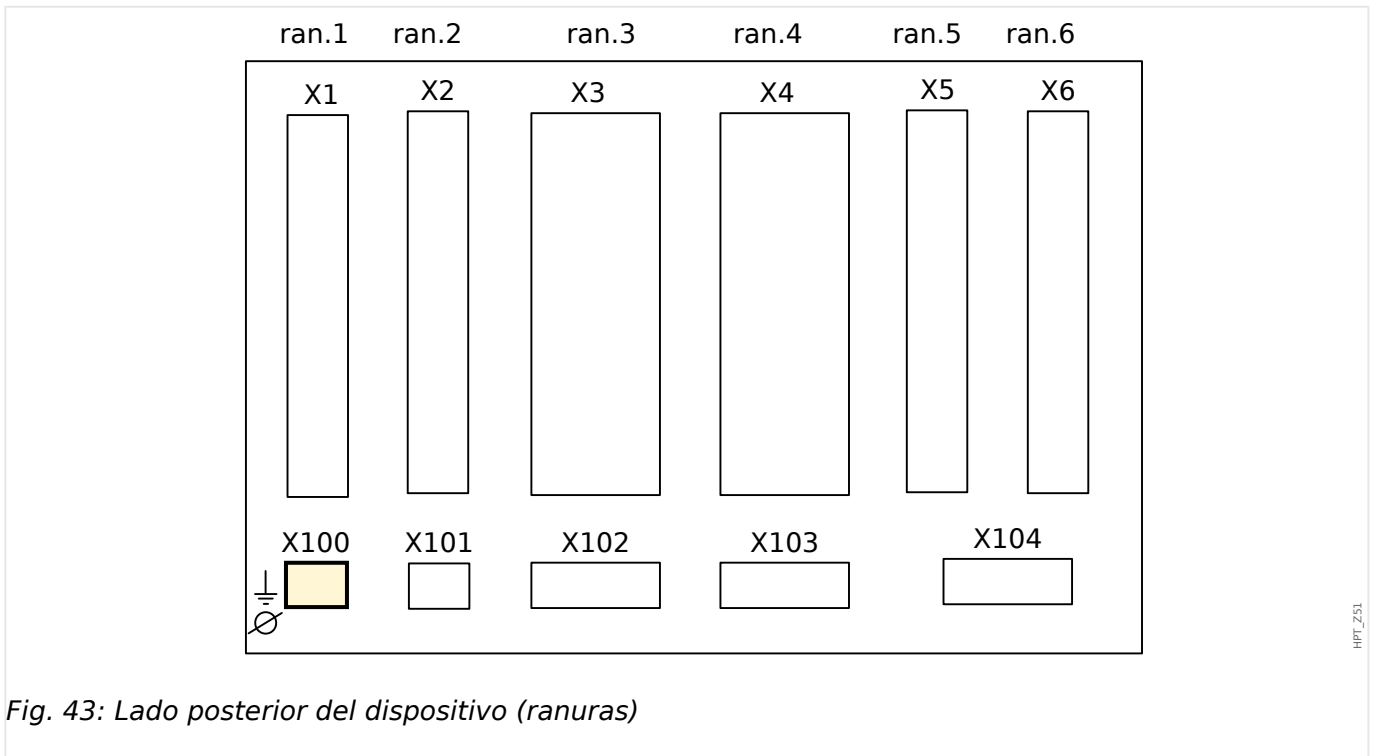 ran.1 ran.2 ran.3 ran.4 ran.5 ran.6
X1 X2 X3 X4 X5 X6
X100 X101 X102 X103 X104
HPT_Z51
Fig. 43: Lado posterior del dispositivo (ranuras)